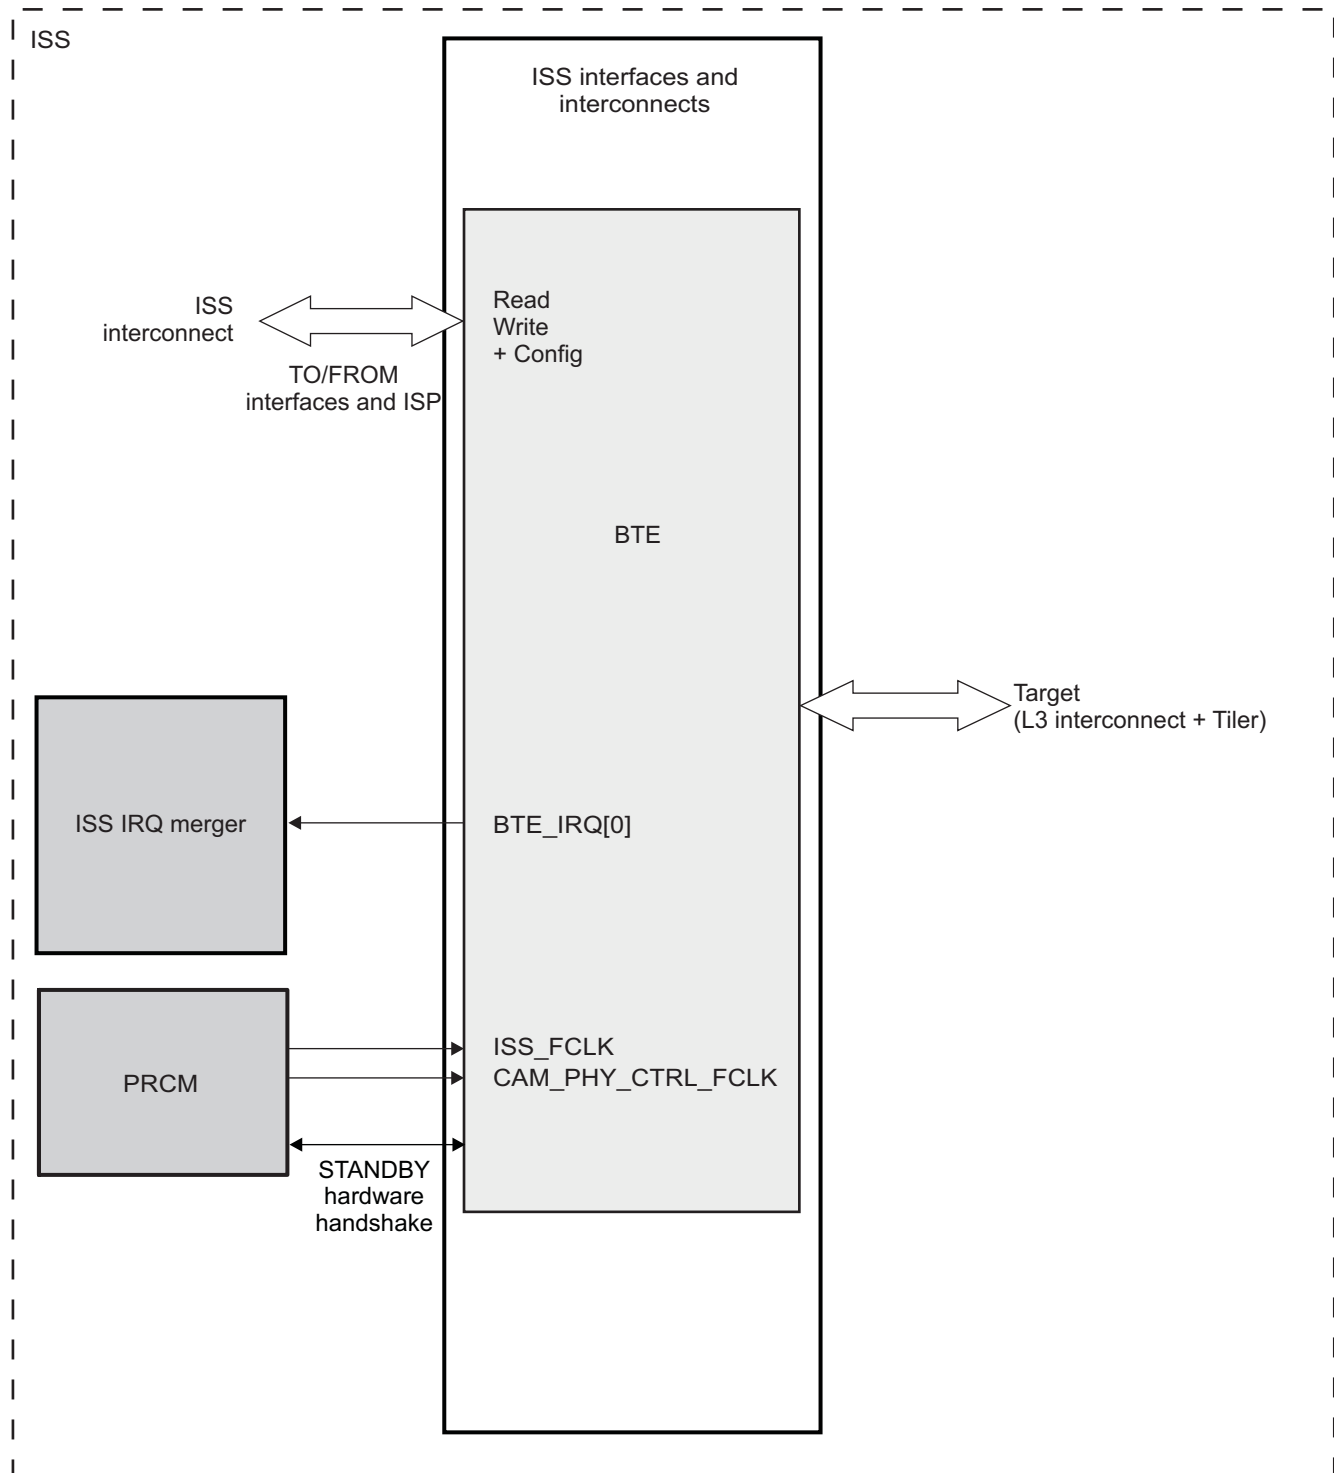 ISS
ISS interfaces and
interconnects
ISS
interconnect
TO/FROM
interfaces and ISP
Read
Write
+ Config
BTE
Target
(L3 interconnect + Tiler)
ISS IRQ merger
BTE_IRQ[0]
PRCM
ISS_FCLK
CAM_PHY_CTRL_FCLK
STANDBY
hardware
handshake